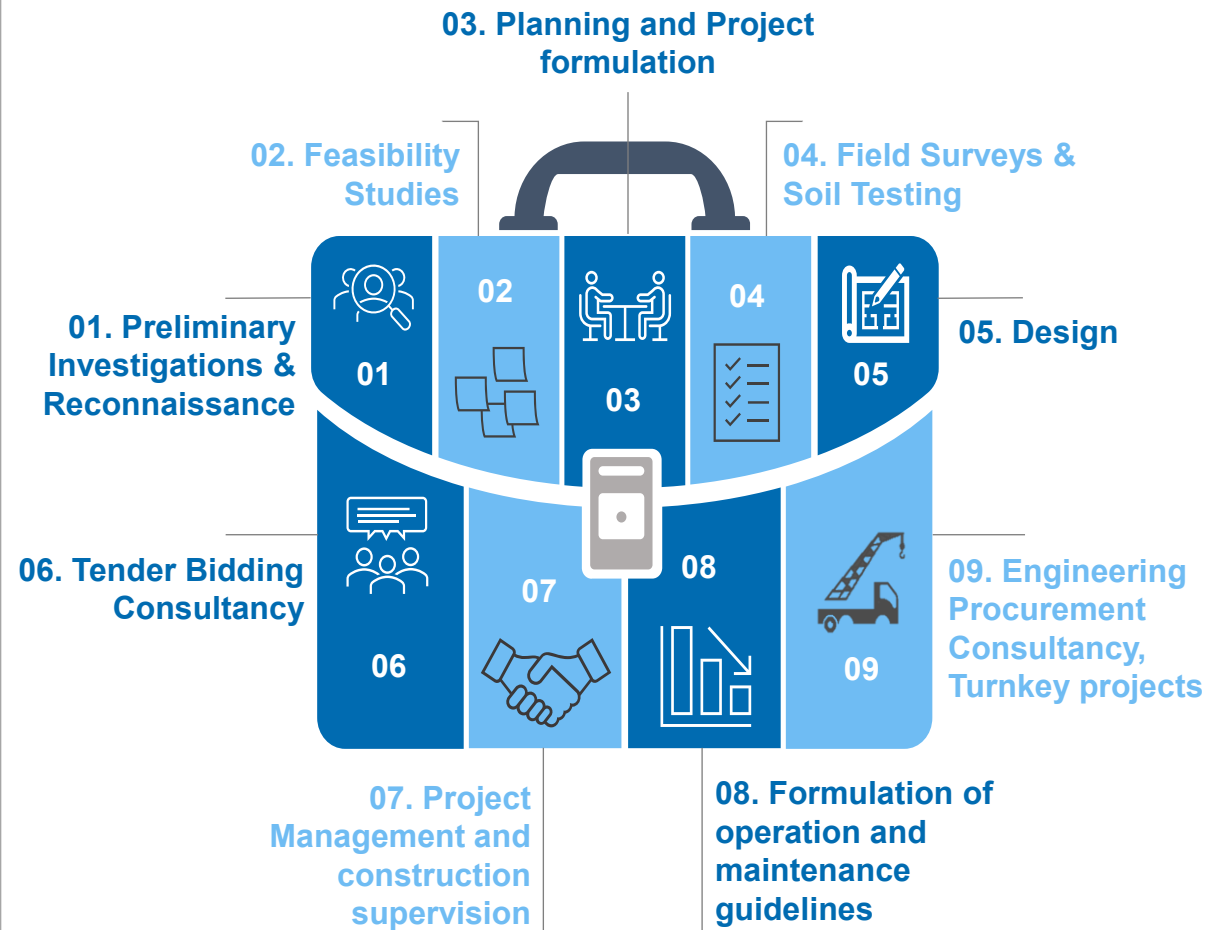 03. Planning and Project
formulation
02. Feasibility
Studies
04. Field Surveys &
Soil Testing
01. Preliminary
Investigations &
Reconnaissance
01
02
03
04
05
05. Design
06. Tender Bidding
Consultancy
06
07
08
09
09. Engineering
Procurement
Consultancy,
Turnkey projects
07. Project
Management and
construction
supervision
08. Formulation of
operation and
maintenance
guidelines